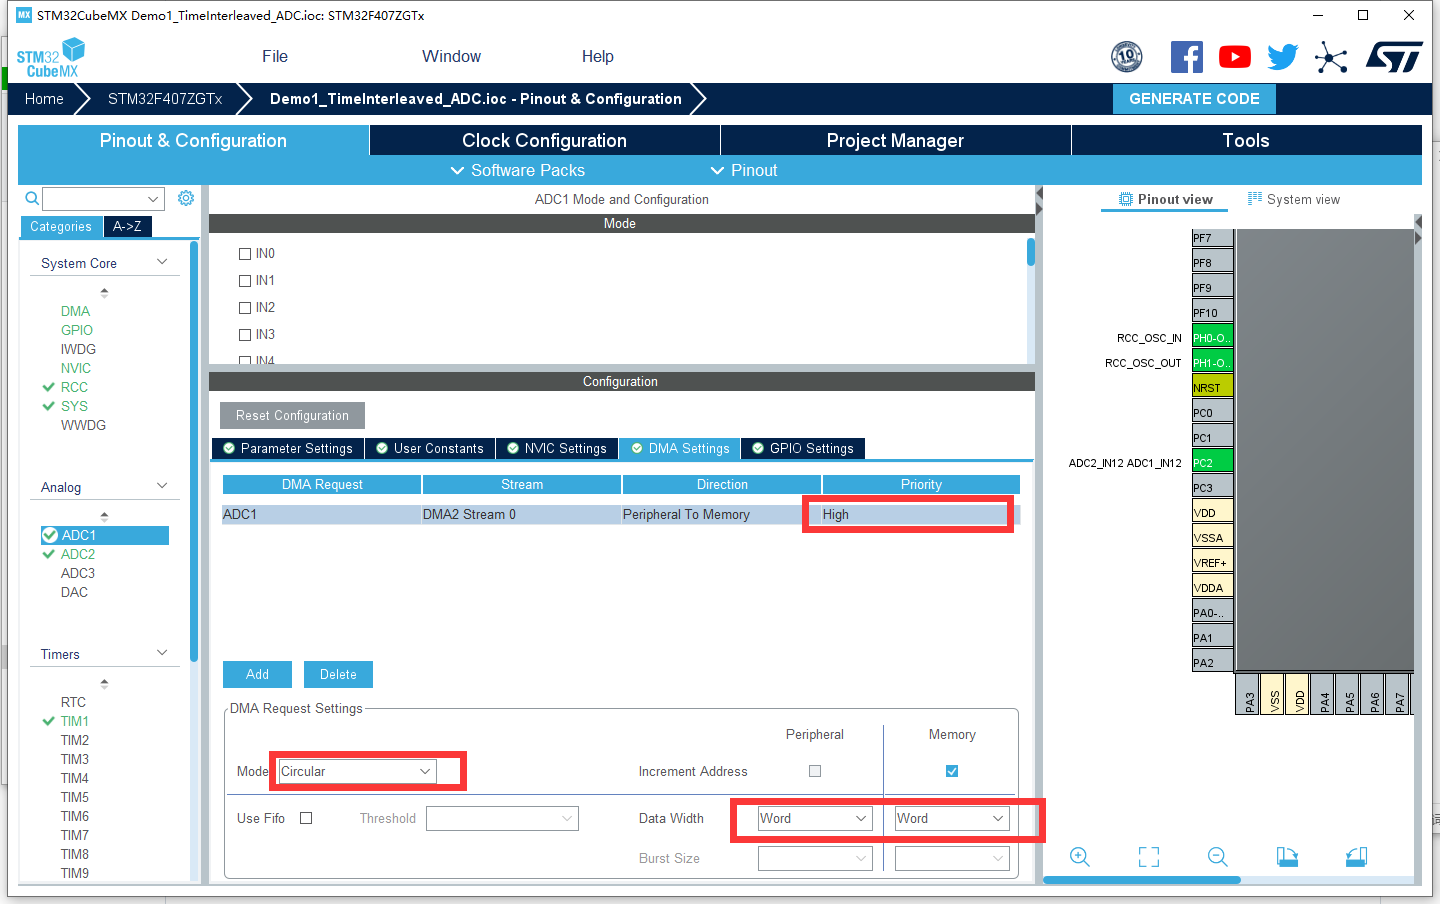 MX STM32CubeMX Demo1_TimeInterleaved_ADC.ioc: STM32F407ZGTx
STM32
CubeMX
File
Window
Help
10
YEARS
Home
STM32F407ZGTx
Demo1_TimeInterleaved_ADC.ioc - Pinout & Configuration
GENERATE CODE
Pinout & Configuration
Clock Configuration
Project Manager
Tools
Software Packs
Pinout
Categories
A->Z
System Core
DMA
GPIO
IWDG
NVIC
RCC
SYS
WWDG
Analog
ADC1
ADC2
ADC3
DAC
Timers
RTC
TIM1
TIM2
TIM3
TIM4
TIM5
TIM6
TIM7
TIM8
TIM9
ADC1 Mode and Configuration
Mode
IN0
IN1
IN2
IN3
IN4
Configuration
Reset Configuration
Parameter Settings
User Constants
NVIC Settings
DMA Settings
GPIO Settings
DMA Request Stream Direction Priority
ADC1 DMA2 Stream 0 Peripheral To Memory High
Add
Delete
DMA Request Settings
Peripheral Memory
Mode Circular
Increment Address
Use Fifo
Threshold
Data Width Word Word
Burst Size
Pinout view
System view
PF7
PF8
PF9
PF10
RCC_OSC_IN PH0-O..
RCC_OSC_OUT PH1-O..
NRST
PC0
PC1
ADC2_IN12 ADC1_IN12 PC2
PC3
VDD
VSSA
VREF+
VDDA
PA0-..
PA1
PA2
PA3
VSS
VDD
PA4
PA5
PA6
PA7